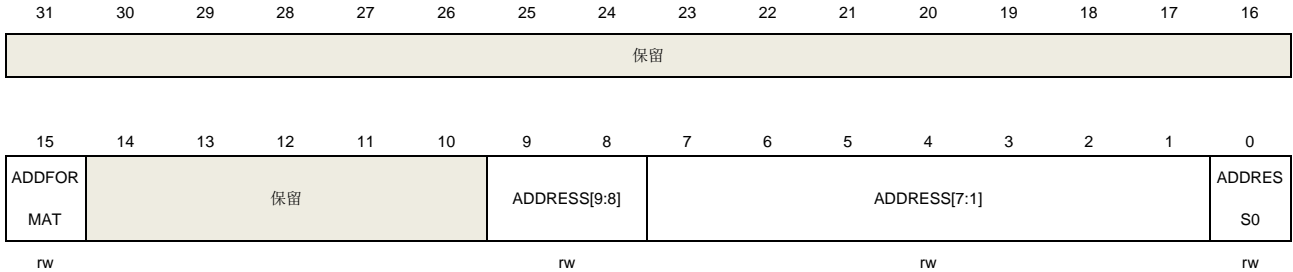 31 30 29 28 27 26 25 24 23 22 21 20 19 18 17 16
保留
15 14 13 12 11 10 9 8 7 6 5 4 3 2 1 0
ADDFOR
MAT
保留
ADDRESS[9:8]
ADDRESS[7:1]
ADDRES
S0
rw rw rw rw